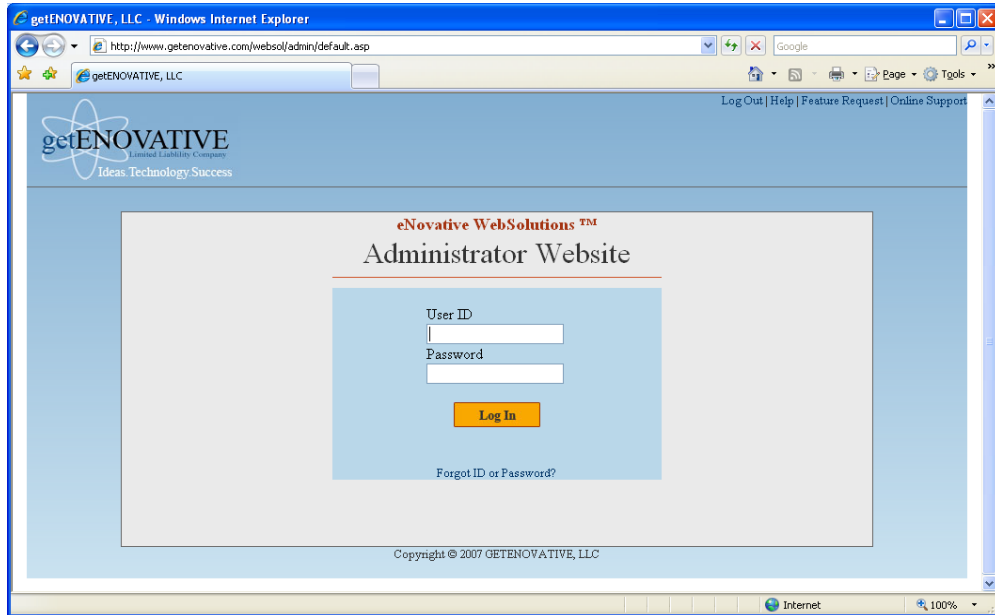 getENOVATIVE, LLC - Windows Internet Explorer
http://www.getenovative.com/websol/admin/default.asp
Google
getENOVATIVE, LLC
Page
Tools
»
Log Out | Help | Feature Request | Online Support
getENOVATIVE
Limited Liability Company
Ideas.Technology.Success
eNovative WebSolutions ™
Administrator Website
User ID
Password
Log In
Forgot ID or Password?
Copyright © 2007 GETENOVATIVE, LLC
Internet
100%